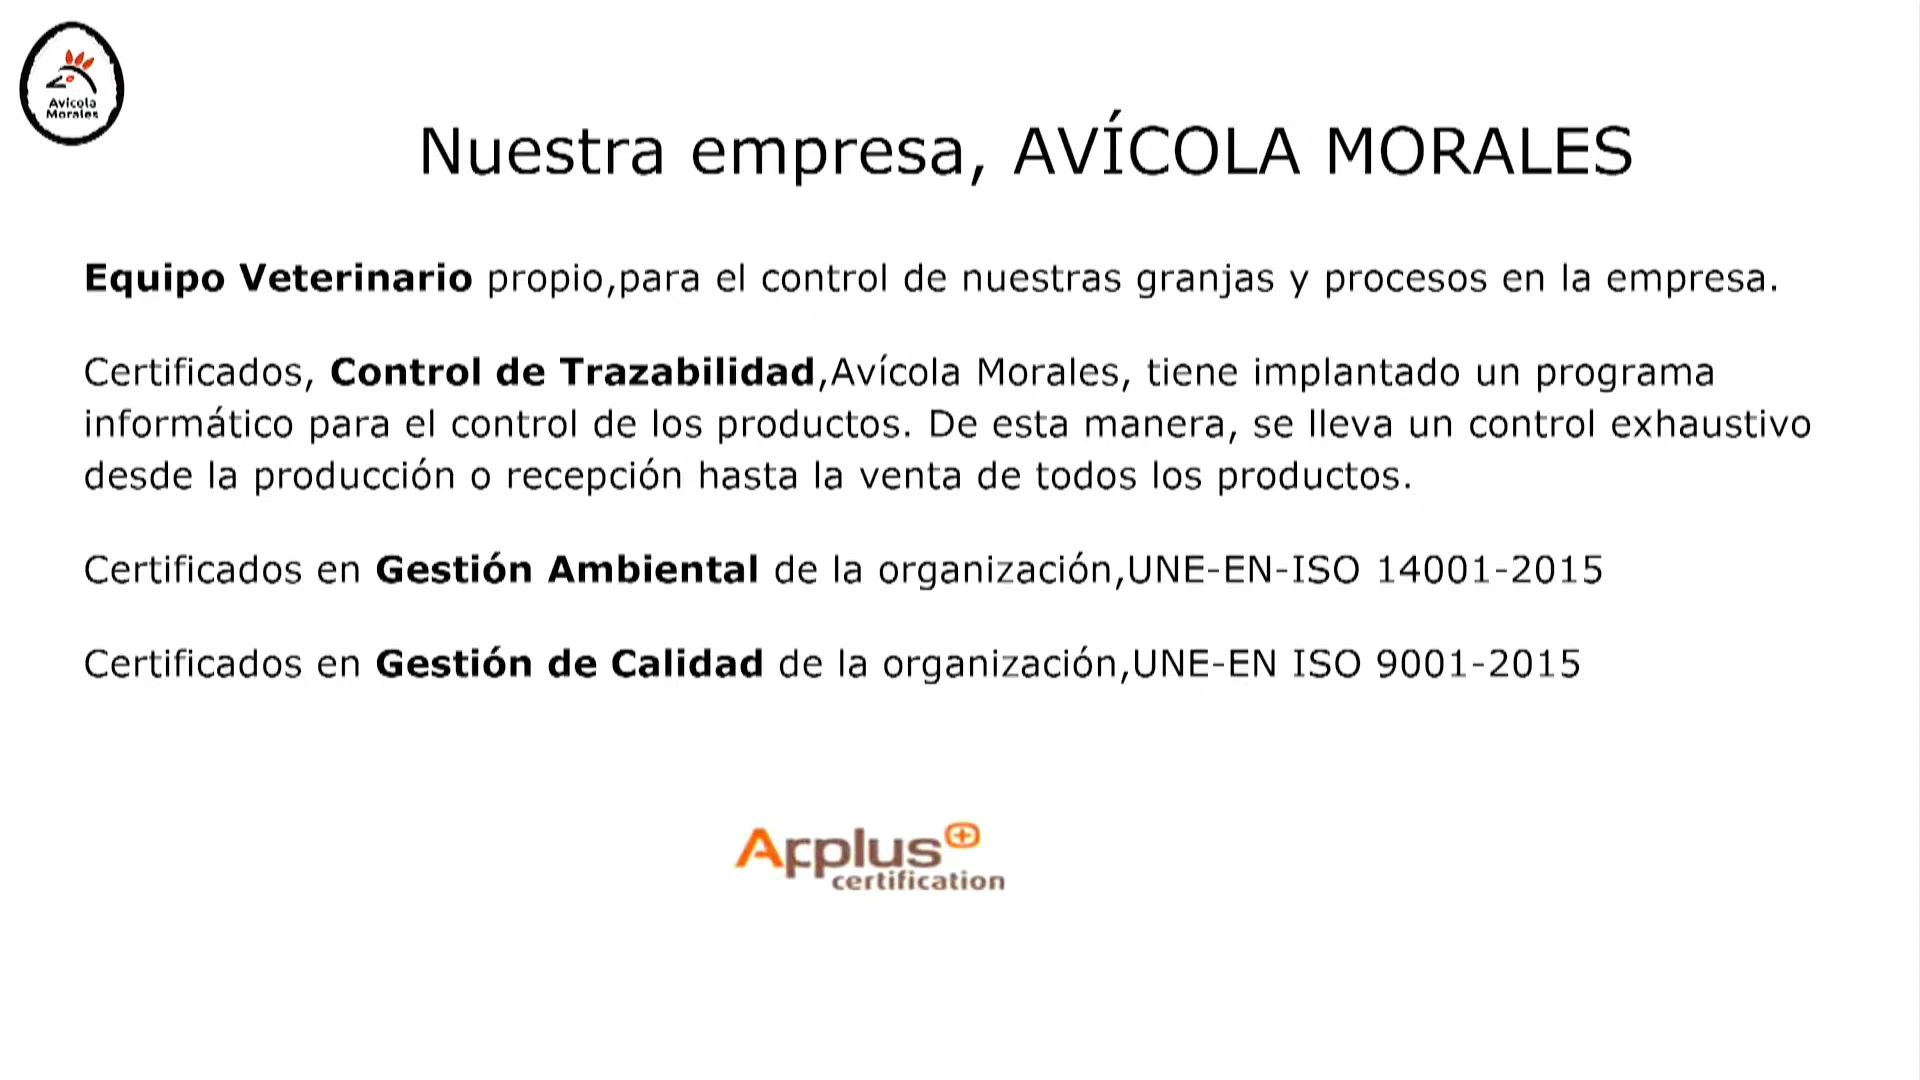 Avícola
Morales
Nuestra empresa, AVÍCOLA MORALES
Equipo Veterinario propio,para el control de nuestras granjas y procesos en la empresa.
Certificados, Control de Trazabilidad,Avícola Morales, tiene implantado un programa
informático para el control de los productos. De esta manera, se lleva un control exhaustivo
desde la producción o recepción hasta la venta de todos los productos.
Certificados en Gestión Ambiental de la organización,UNE-EN-ISO 14001-2015
Certificados en Gestión de Calidad de la organización,UNE-EN ISO 9001-2015
Applus+
certification